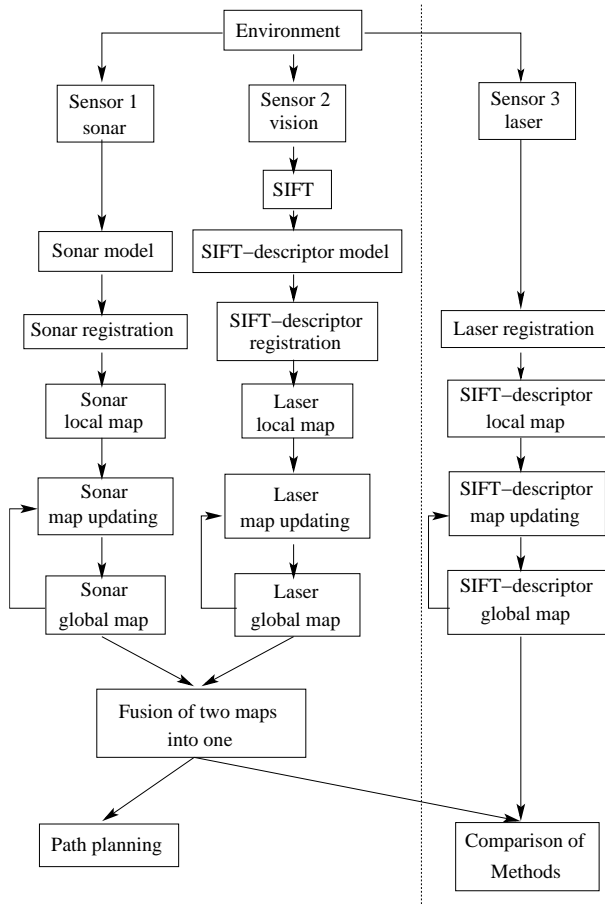 Environment
Sensor 1
sonar
Sensor 2
vision
Sensor 3
laser
SIFT
Sonar model
SIFT−descriptor model
Sonar registration
SIFT−descriptor
registration
Laser registration
Sonar
local map
Laser
local map
SIFT−descriptor
local map
Sonar
map updating
Laser
map updating
SIFT−descriptor
map updating
Sonar
global map
Laser
global map
SIFT−descriptor
global map
Fusion of two maps
into one
Path planning
Comparison of
Methods